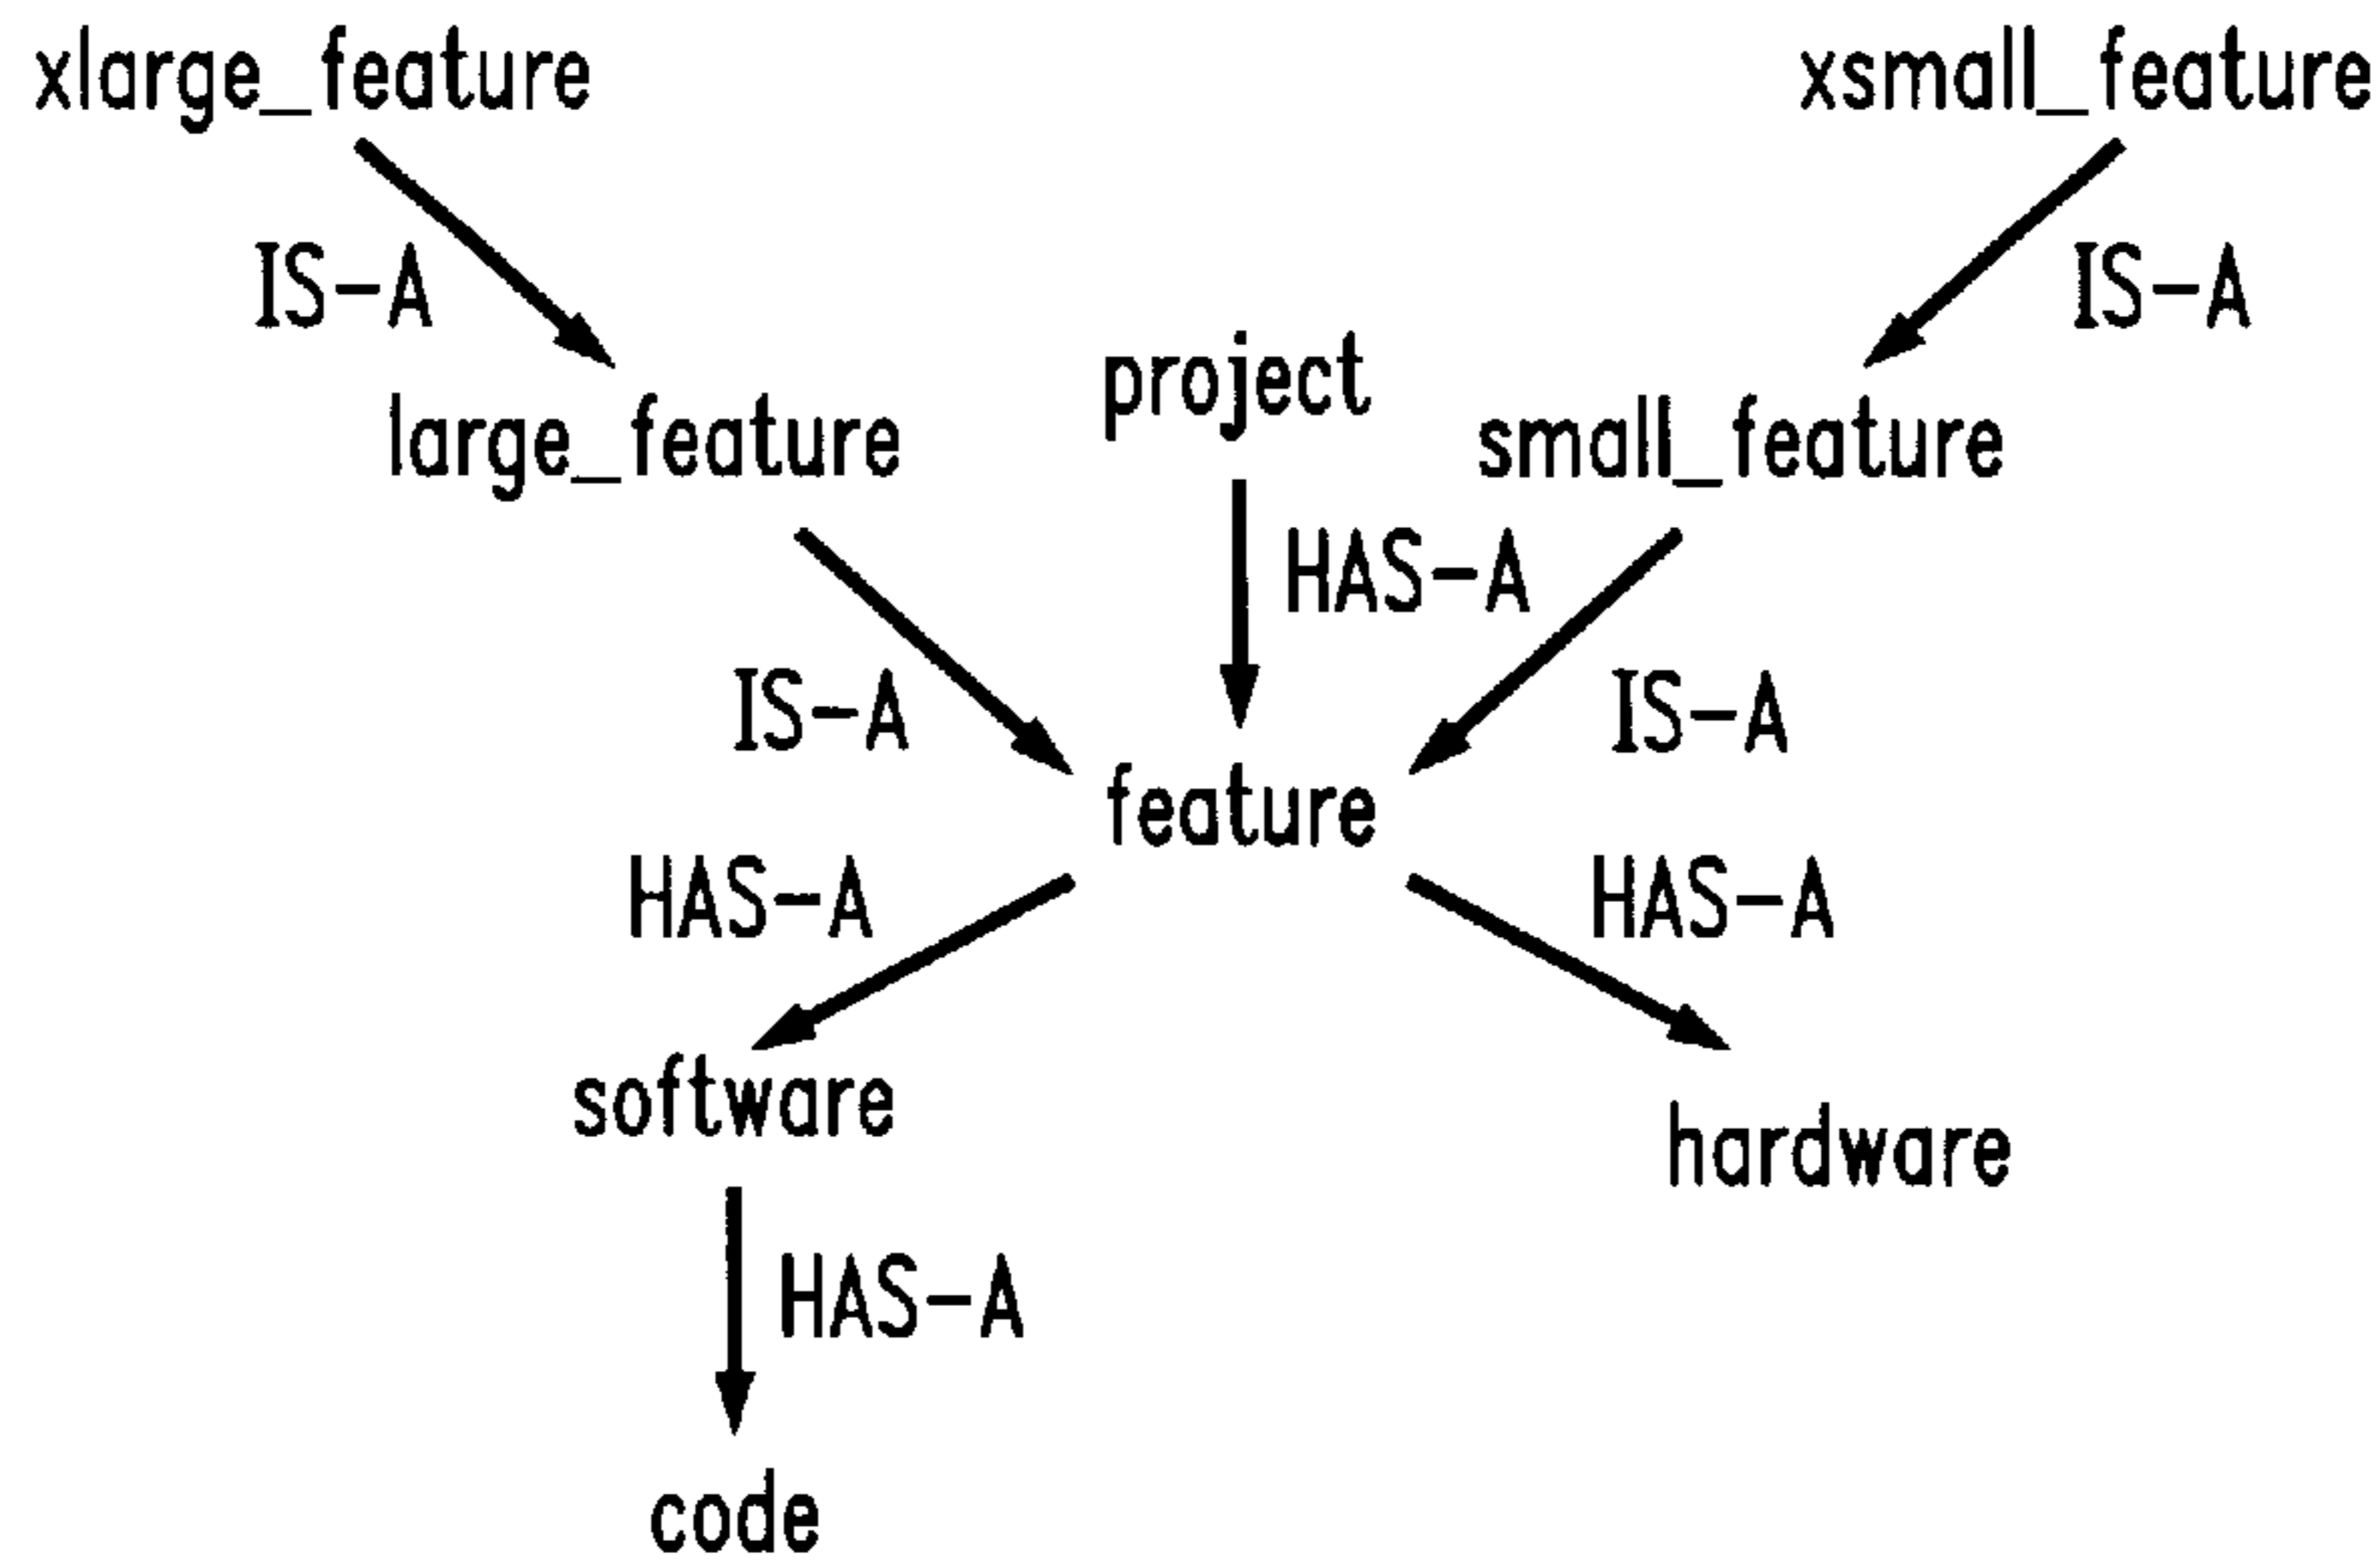 xlarge_feature
xsmall_feature
IS-A
IS-A
project
large_feature
small_feature
HAS-A
IS-A
IS-A
feature
HAS-A
HAS-A
software
hardware
HAS-A
code